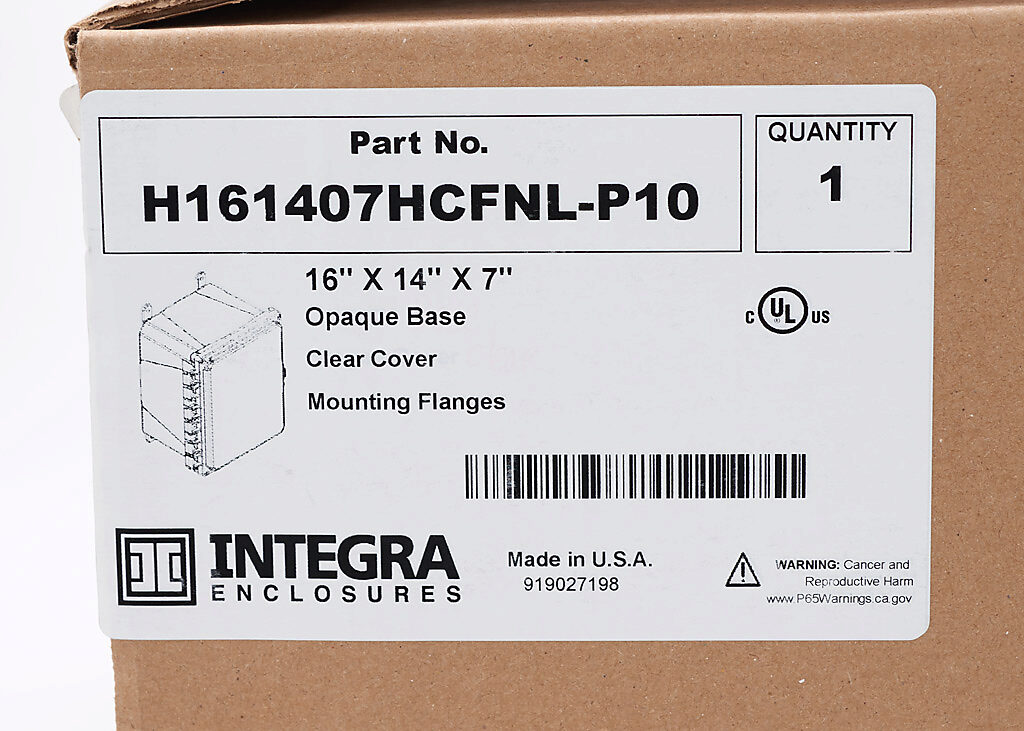 Part No.
H161407HCFNL-P10
QUANTITY
1
16" X 14" X 7"
Opaque Base
Clear Cover
Mounting Flanges
C UL US
®
INTEGRA
ENCLOSURES
Made in U.S.A.
919027198
WARNING: Cancer and
Reproductive Harm
www.P65Warnings.ca.gov